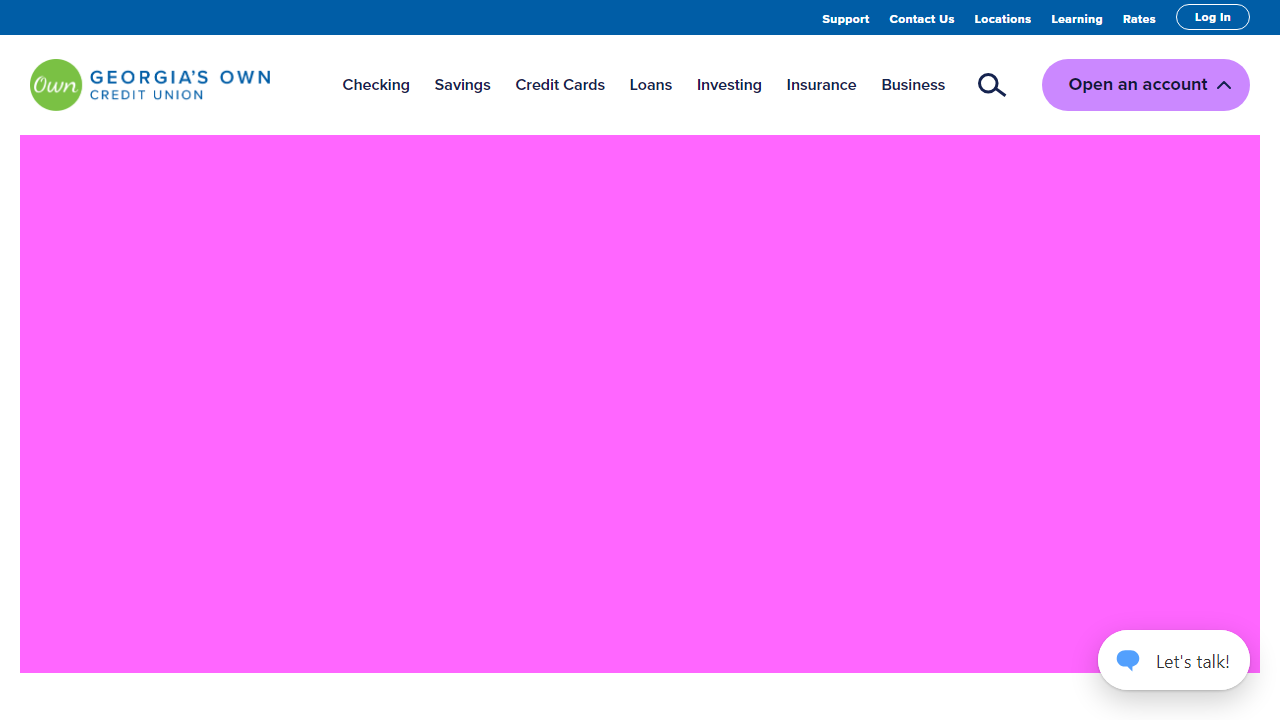 Support Contact Us Locations Learning Rates Log In
Own GEORGIA'S OWN
CREDIT UNION
Checking Savings Credit Cards Loans Investing Insurance Business
Open an account
Let's talk!